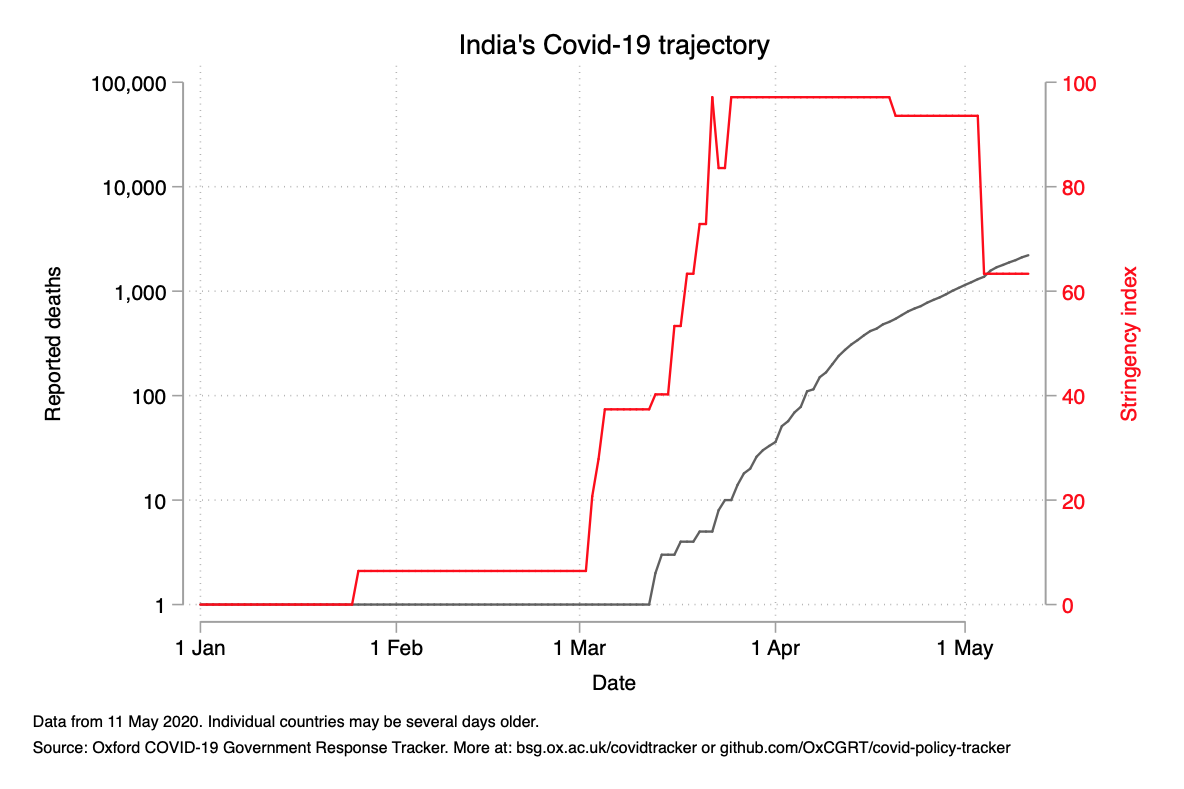 India's Covid-19 trajectory
100,000
10,000
1,000
100
10
1
Reported deaths
100
80
60
40
20
0
Stringency index
1 Jan
1 Feb
1 Mar
1 Apr
1 May
Date
Data from 11 May 2020. Individual countries may be several days older.
Source: Oxford COVID-19 Government Response Tracker. More at: bsg.ox.ac.uk/covidtracker or github.com/OxCGRT/covid-policy-tracker